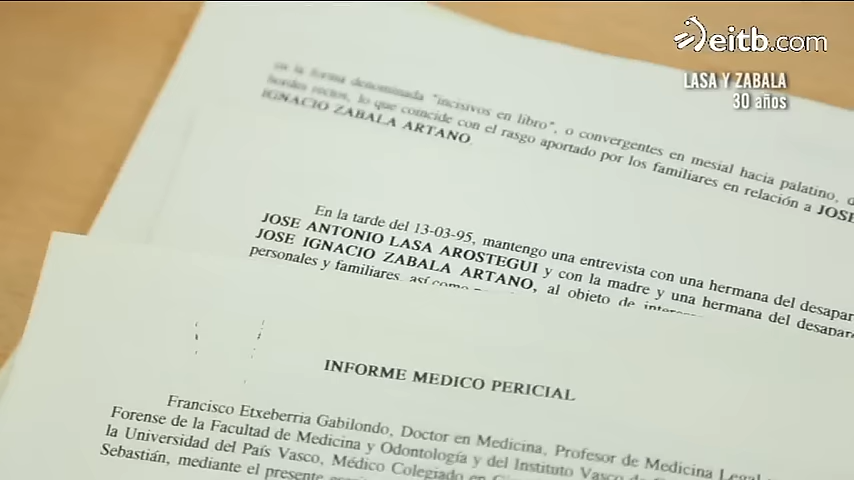 eitb.com
LASA Y ZABALA
30 años
en la forma denominada "incisivos en libro", o convergentes en mesial hacia palatino,
bordes rectos, lo que coincide con el rasgo aportado por los familiares en relación a JOSE
IGNACIO ZABALA ARTANO.
En la tarde del 13-03-95, mantengo una entrevista con una hermana del
JOSE ANTONIO LASA AROSTEGUI y con la madre y una hermana del
JOSE IGNACIO ZABALA ARTANO, al objeto de
personales y familiares, así como
INFORME MEDICO PERICIAL
Francisco Etxeberria Gabilondo, Doctor en Medicina, Profesor de Medicina Legal
Forense de la Facultad de Medicina y Odontología y del Instituto Vasco de
la Universidad del País Vasco, Médico Colegiado en
Sebastián, mediante el presente